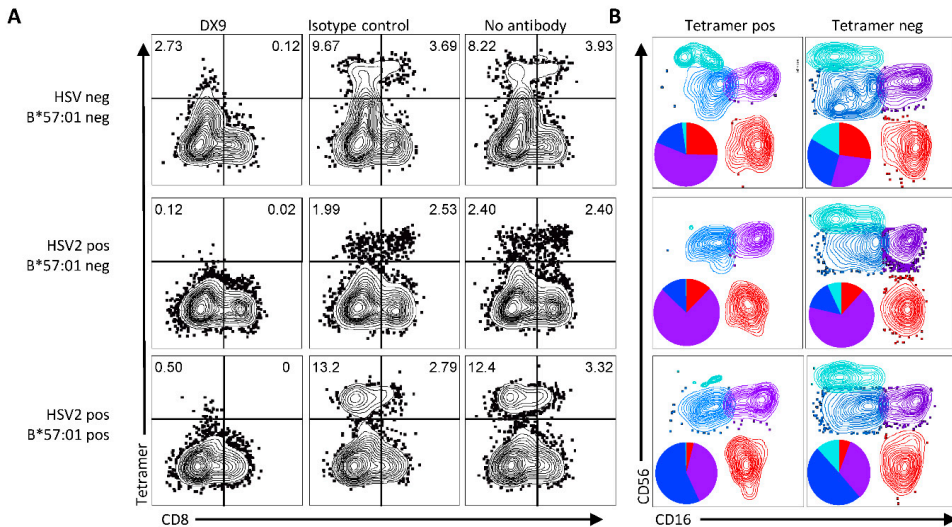 A
B
DX9
Isotype control
No antibody
Tetramer pos
Tetramer neg
HSV neg
B*57:01 neg
2.73
0.12
9.67
3.69
8.22
3.93
HSV2 pos
B*57:01 neg
0.12
0.02
1.99
2.53
2.40
2.40
HSV2 pos
B*57:01 pos
0.50
0
13.2
2.79
12.4
3.32
Tetramer
CD8
CD56
CD16